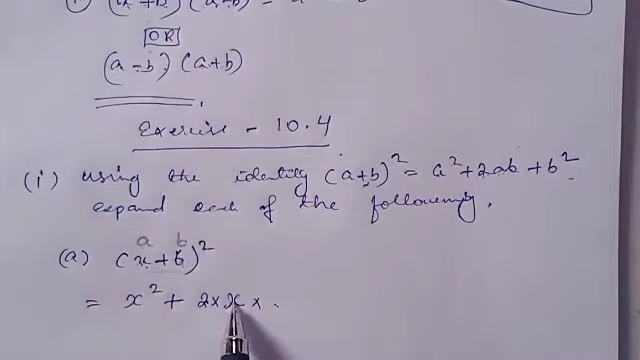 (a - b) (a+b)
OR
(a - b) (a+b)
Exercise - 10.4
(i) using the identity (a+b)² = a² + 2ab + b²
expand each of the following.
a b
(a) (x + 6)²
= x² + 2 × x ×